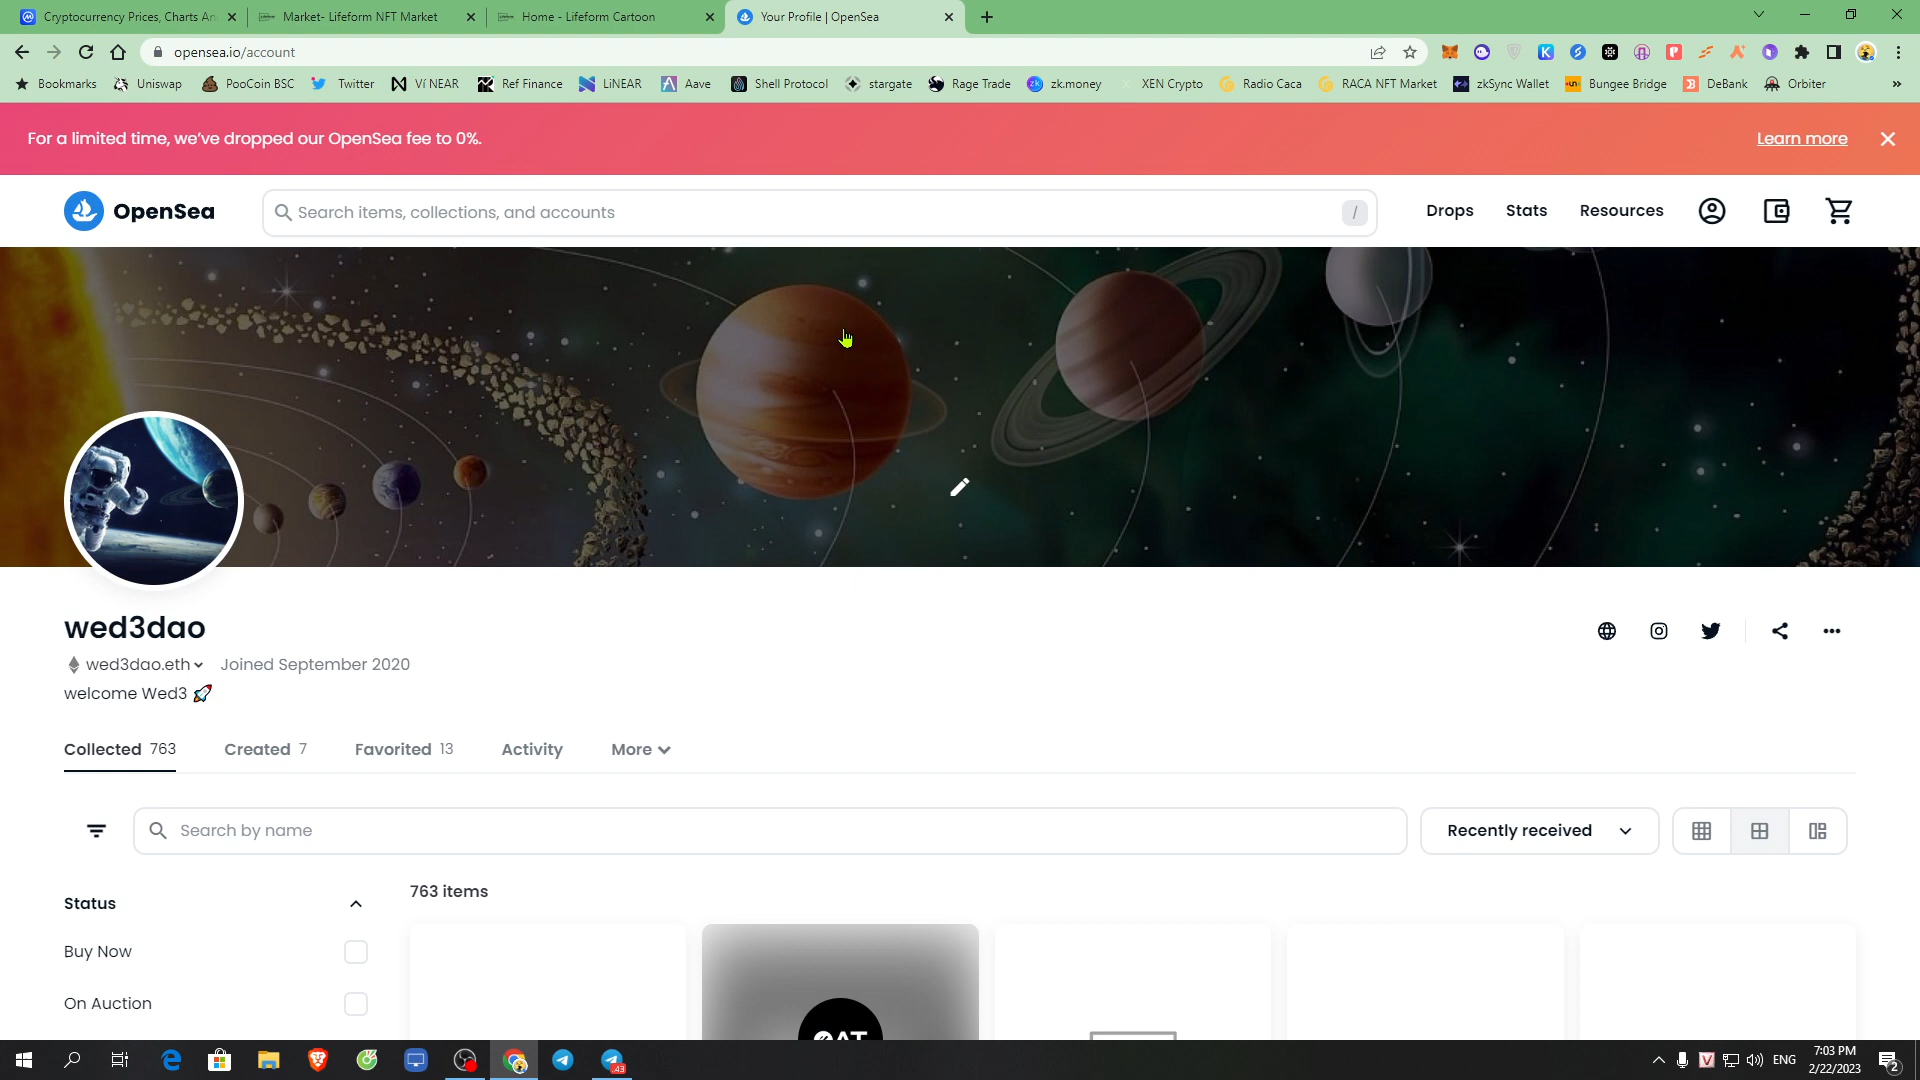 Cryptocurrency Prices, Charts An
Market- Lifeform NFT Market
Home - Lifeform Cartoon
Your Profile | OpenSea
opensea.io/account
Bookmarks
Uniswap
PooCoin BSC
Twitter
Ví NEAR
Ref Finance
LiNEAR
Aave
Shell Protocol
stargate
Rage Trade
zk.money
XEN Crypto
Radio Caca
RACA NFT Market
zkSync Wallet
Bungee Bridge
DeBank
Orbiter
»
For a limited time, we've dropped our OpenSea fee to 0%.
Learn more
OpenSea
Search items, collections, and accounts
/
Drops
Stats
Resources
wed3dao
wed3dao.eth
Joined September 2020
welcome Wed3 🚀
Collected 763
Created 7
Favorited 13
Activity
More
Search by name
Recently received
Status
763 items
Buy Now
On Auction
ENG
7:03 PM
2/22/2023
43
2